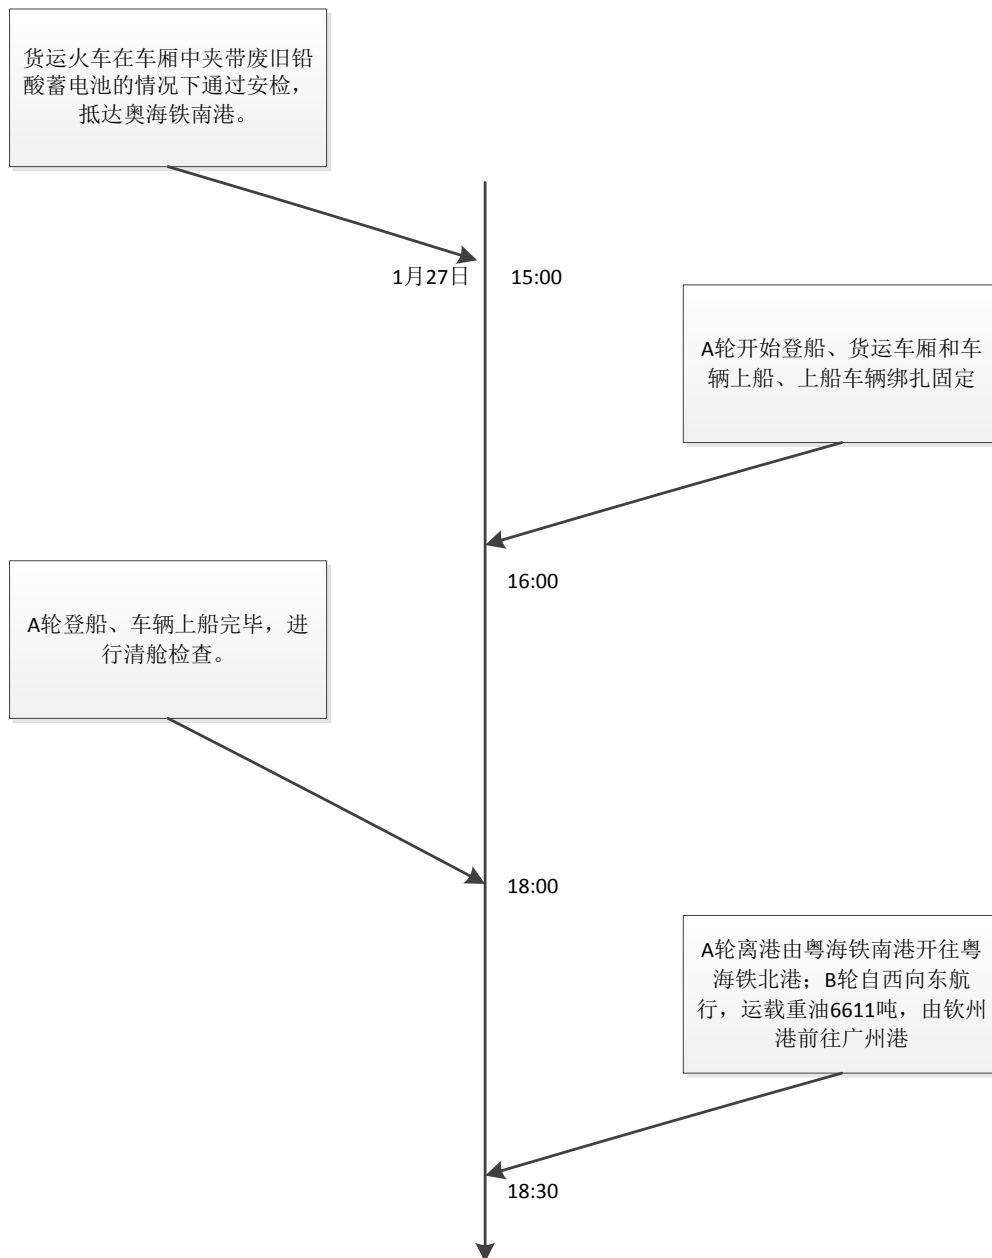 货运火车在车厢中夹带废旧铅
酸蓄电池的情况下通过安检，
抵达奥海铁南港。
1月27日
15:00
A轮开始登船、货运车厢和车
辆上船、上船车辆绑扎固定
16:00
A轮登船、车辆上船完毕，进
行清舱检查。
18:00
A轮离港由粤海铁南港开往粤
海铁北港；B轮自西向东航
行，运载重油6611吨，由钦州
港前往广州港
18:30